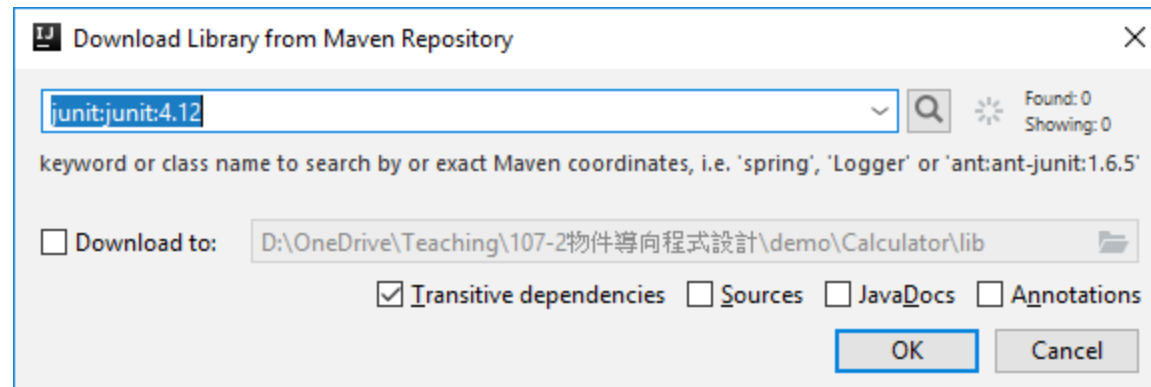 IJ Download Library from Maven Repository
junit:junit:4.12
Found: 0
Showing: 0
keyword or class name to search by or exact Maven coordinates, i.e. 'spring', 'Logger' or 'ant:ant-junit:1.6.5'
Download to: D:\OneDrive\Teaching\107-2物件導向程式設計\demo\Calculator\lib
Transitive dependencies Sources JavaDocs Annotations
OK Cancel